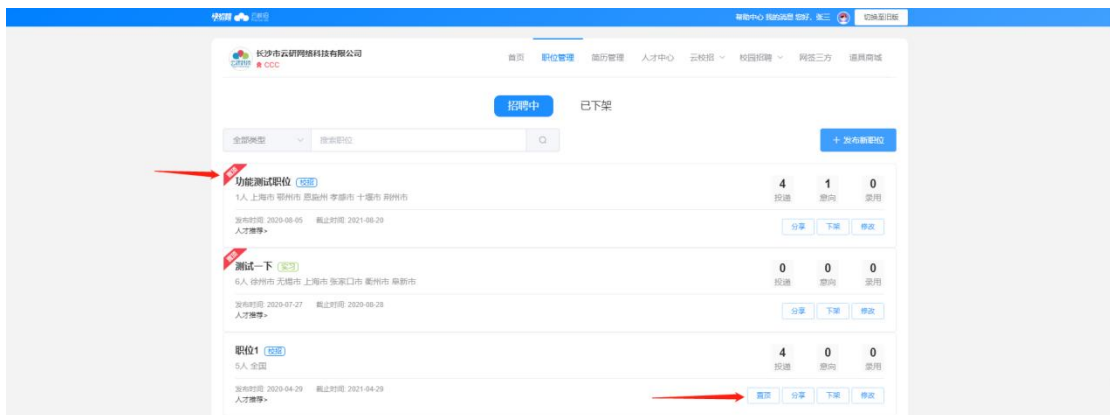 快招网 云校招 帮助中心 我的消息 您好，张三 切换至旧版
长沙市云研网络科技有限公司
CCC
首页 职位管理 简历管理 人才中心 云校招 校园招聘 网签三方 道具商城
招聘中 已下架
全部类型 搜索职位 + 发布新职位
置顶
功能测试职位 校招 4 1 0
1人 上海市 鄂州市 恩施州 孝感市 十堰市 荆州市 投递 意向 录用
发布时间: 2020-08-05 截止时间: 2021-08-20
人才推荐> 分享 下架 修改
置顶
测试一下 实习 0 0 0
6人 徐州市 无锡市 上海市 张家口市 衢州市 阜新市 投递 意向 录用
发布时间: 2020-07-27 截止时间: 2020-08-28
人才推荐> 分享 下架 修改
职位1 校招 4 0 0
5人 全国 投递 意向 录用
发布时间: 2020-04-29 截止时间: 2021-04-29
人才推荐> 置顶 分享 下架 修改